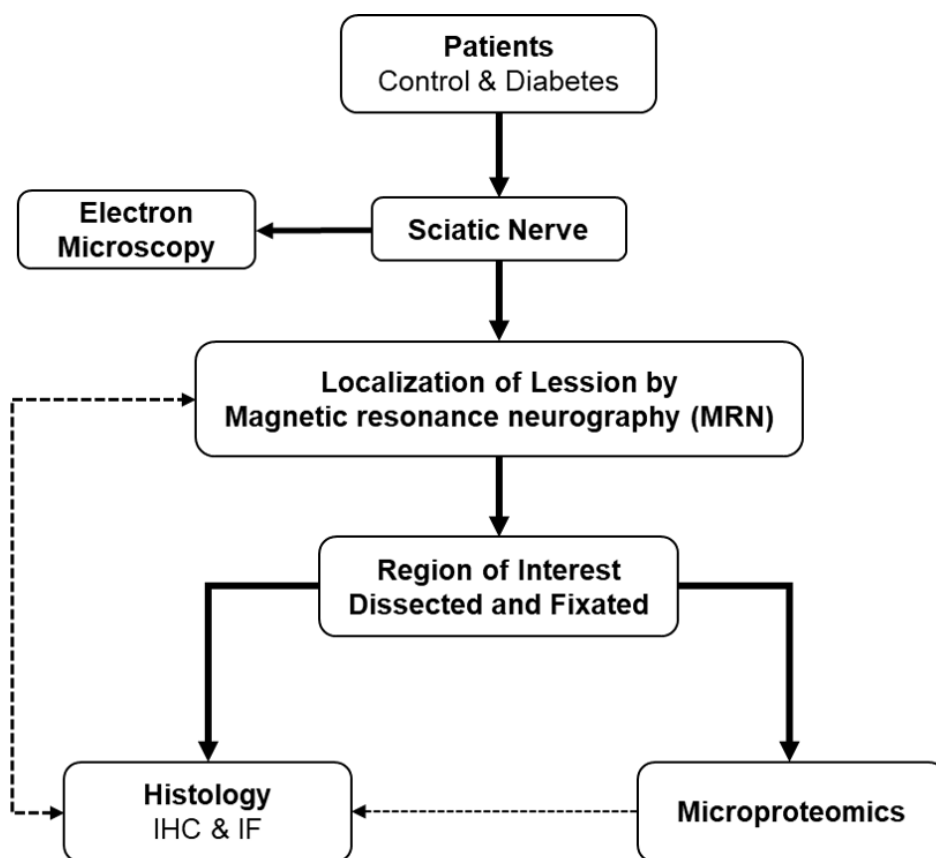 Patients
Control & Diabetes
Electron
Microscopy
Sciatic Nerve
Localization of Lession by
Magnetic resonance neurography (MRN)
Region of Interest
Dissected and Fixated
Histology
IHC & IF
Microproteomics